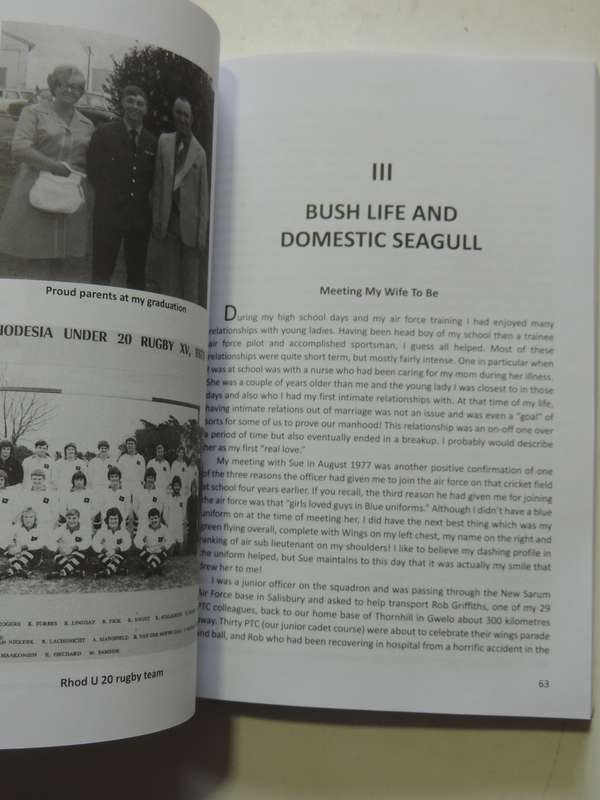 Proud parents at my graduation
HODESIA UNDER 20 RUGBY XV,
ROGERS K. FORBES R. LINDSAY
R. LACHENICHT A. MANSFIELD
K. ORCHARD
Rhod U 20 rugby team
III
BUSH LIFE AND
DOMESTIC SEAGULL
Meeting My Wife To Be
During my high school days and my air force training I had enjoyed many
relationships with young ladies. Having been head boy of my school then a trainee
air force pilot and accomplished sportsman, I guess all helped. Most of these
relationships were quite short term, but mostly fairly intense. One in particular when
I was at school was with a nurse who had been caring for my mom during her illness.
She was a couple of years older than me and the young lady I was closest to in those
days and also who I had my first intimate relationships with. At that time of my life,
having intimate relations out of marriage was not an issue and was even a "goal" of
sorts for some of us to prove our manhood! This relationship was an on-off one over
a period of time but also eventually ended in a breakup. I probably would describe
her as my first "real love."
My meeting with Sue in August 1977 was another positive confirmation of one
of the three reasons the officer had given me to join the air force on that cricket field
at school four years earlier. If you recall, the third reason he had given me for joining
the air force was that "girls loved guys in Blue uniforms." Although I didn't have a blue
uniform on at the time of meeting her, I did have the next best thing which was my
green flying overall, complete with Wings on my left chest, my name on the right and
ranking of air sub lieutenant on my shoulders! I like to believe my dashing profile in
the uniform helped, but Sue maintains to this day that it was actually my smile that
drew her to me!
I was a junior officer on the squadron and was passing through the New Sarum
Air Force base in Salisbury and asked to help transport Rob Griffiths, one of my 29
PTC colleagues, back to our home base of Thornhill in Gwelo about 300 kilometres
away. Thirty PTC (our junior cadet course) were about to celebrate their wings parade
and ball, and Rob who had been recovering in hospital from a horrific accident in the
63